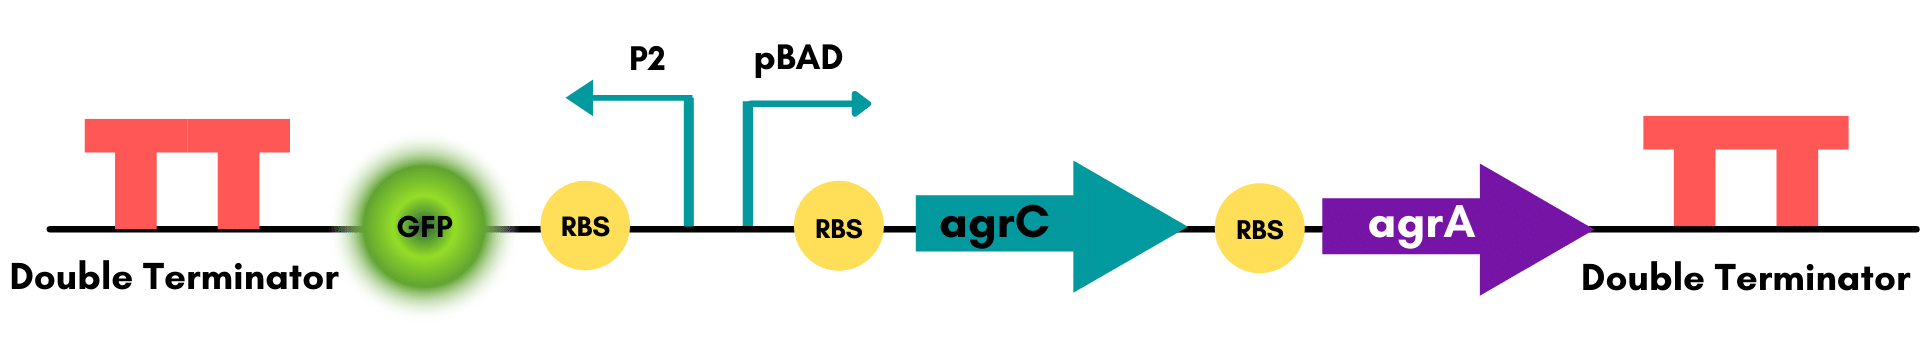 P2
pBAD
GFP
RBS
RBS
agrC
RBS
agrA
Double Terminator
Double Terminator